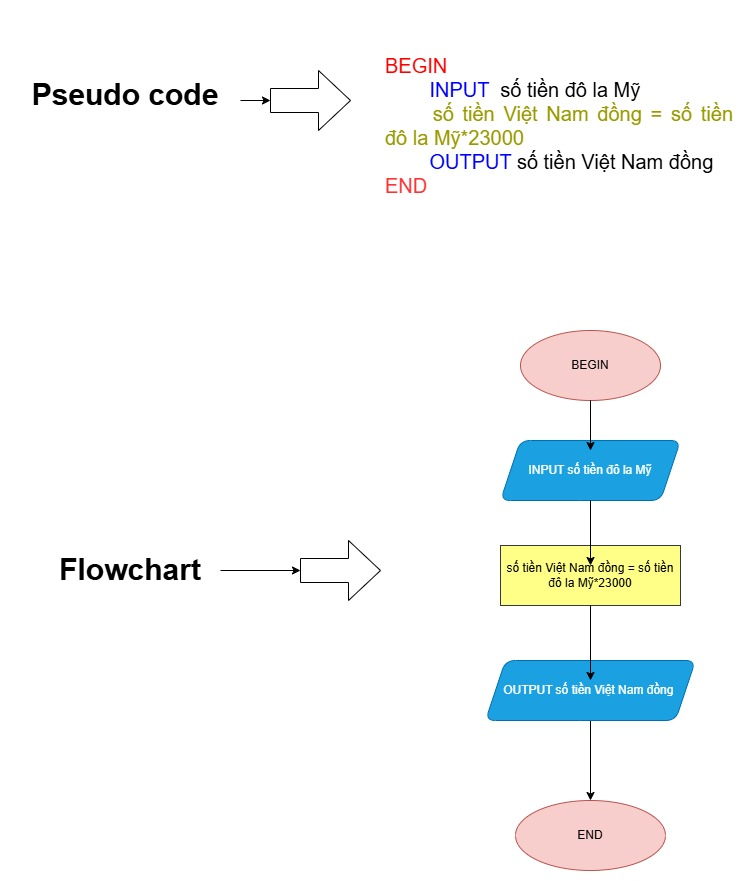 Pseudo code
BEGIN
INPUT số tiền đô la Mỹ
số tiền Việt Nam đồng = số tiền
đô la Mỹ*23000
OUTPUT số tiền Việt Nam đồng
END
BEGIN
INPUT số tiền đô la Mỹ
Flowchart
số tiền Việt Nam đồng = số tiền
đô la Mỹ*23000
OUTPUT số tiền Việt Nam đồng
END